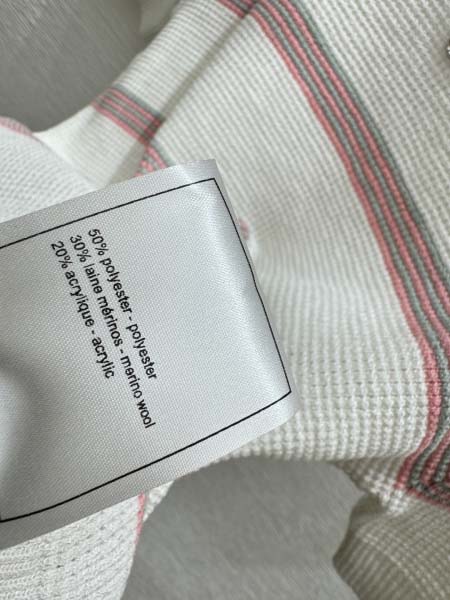 50% polyester - polyester
30% laine mérinos - merino wool
20% acrylique - acrylic